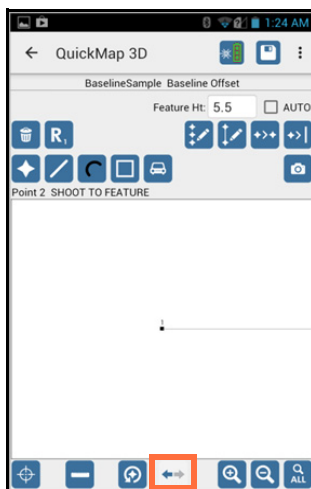 1:24 AM
QuickMap 3D
BaselineSample Baseline Offset
Feature Ht: 5.5 AUTO
R1
Point 2 SHOOT TO FEATURE
1
ALL